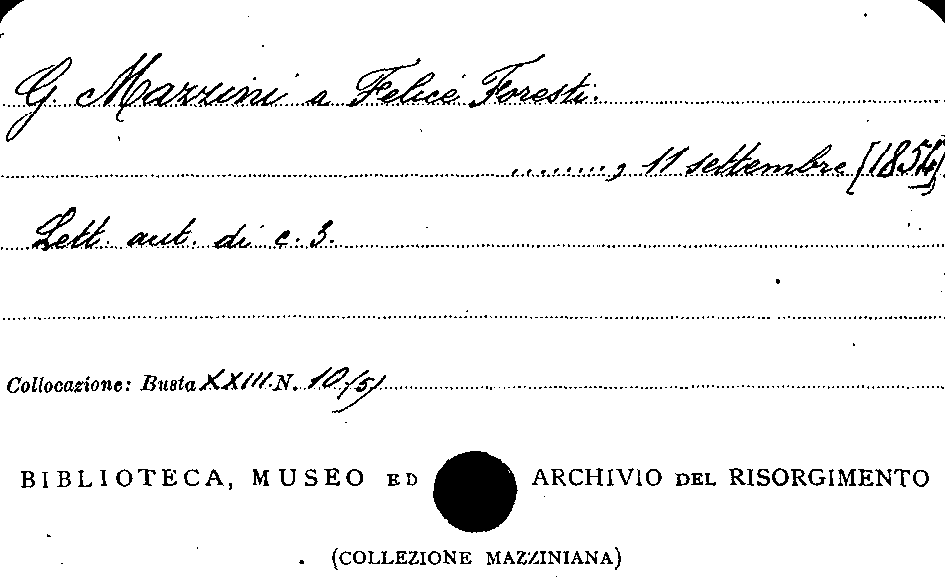 G. Mazzini a Felice Foresti.
........, 11 settembre [1854].
Lett. aut. di c. 3.
Collocazione: Busta XXIII N. 10/5)
BIBLIOTECA, MUSEO ED ARCHIVIO DEL RISORGIMENTO
(COLLEZIONE MAZZINIANA)